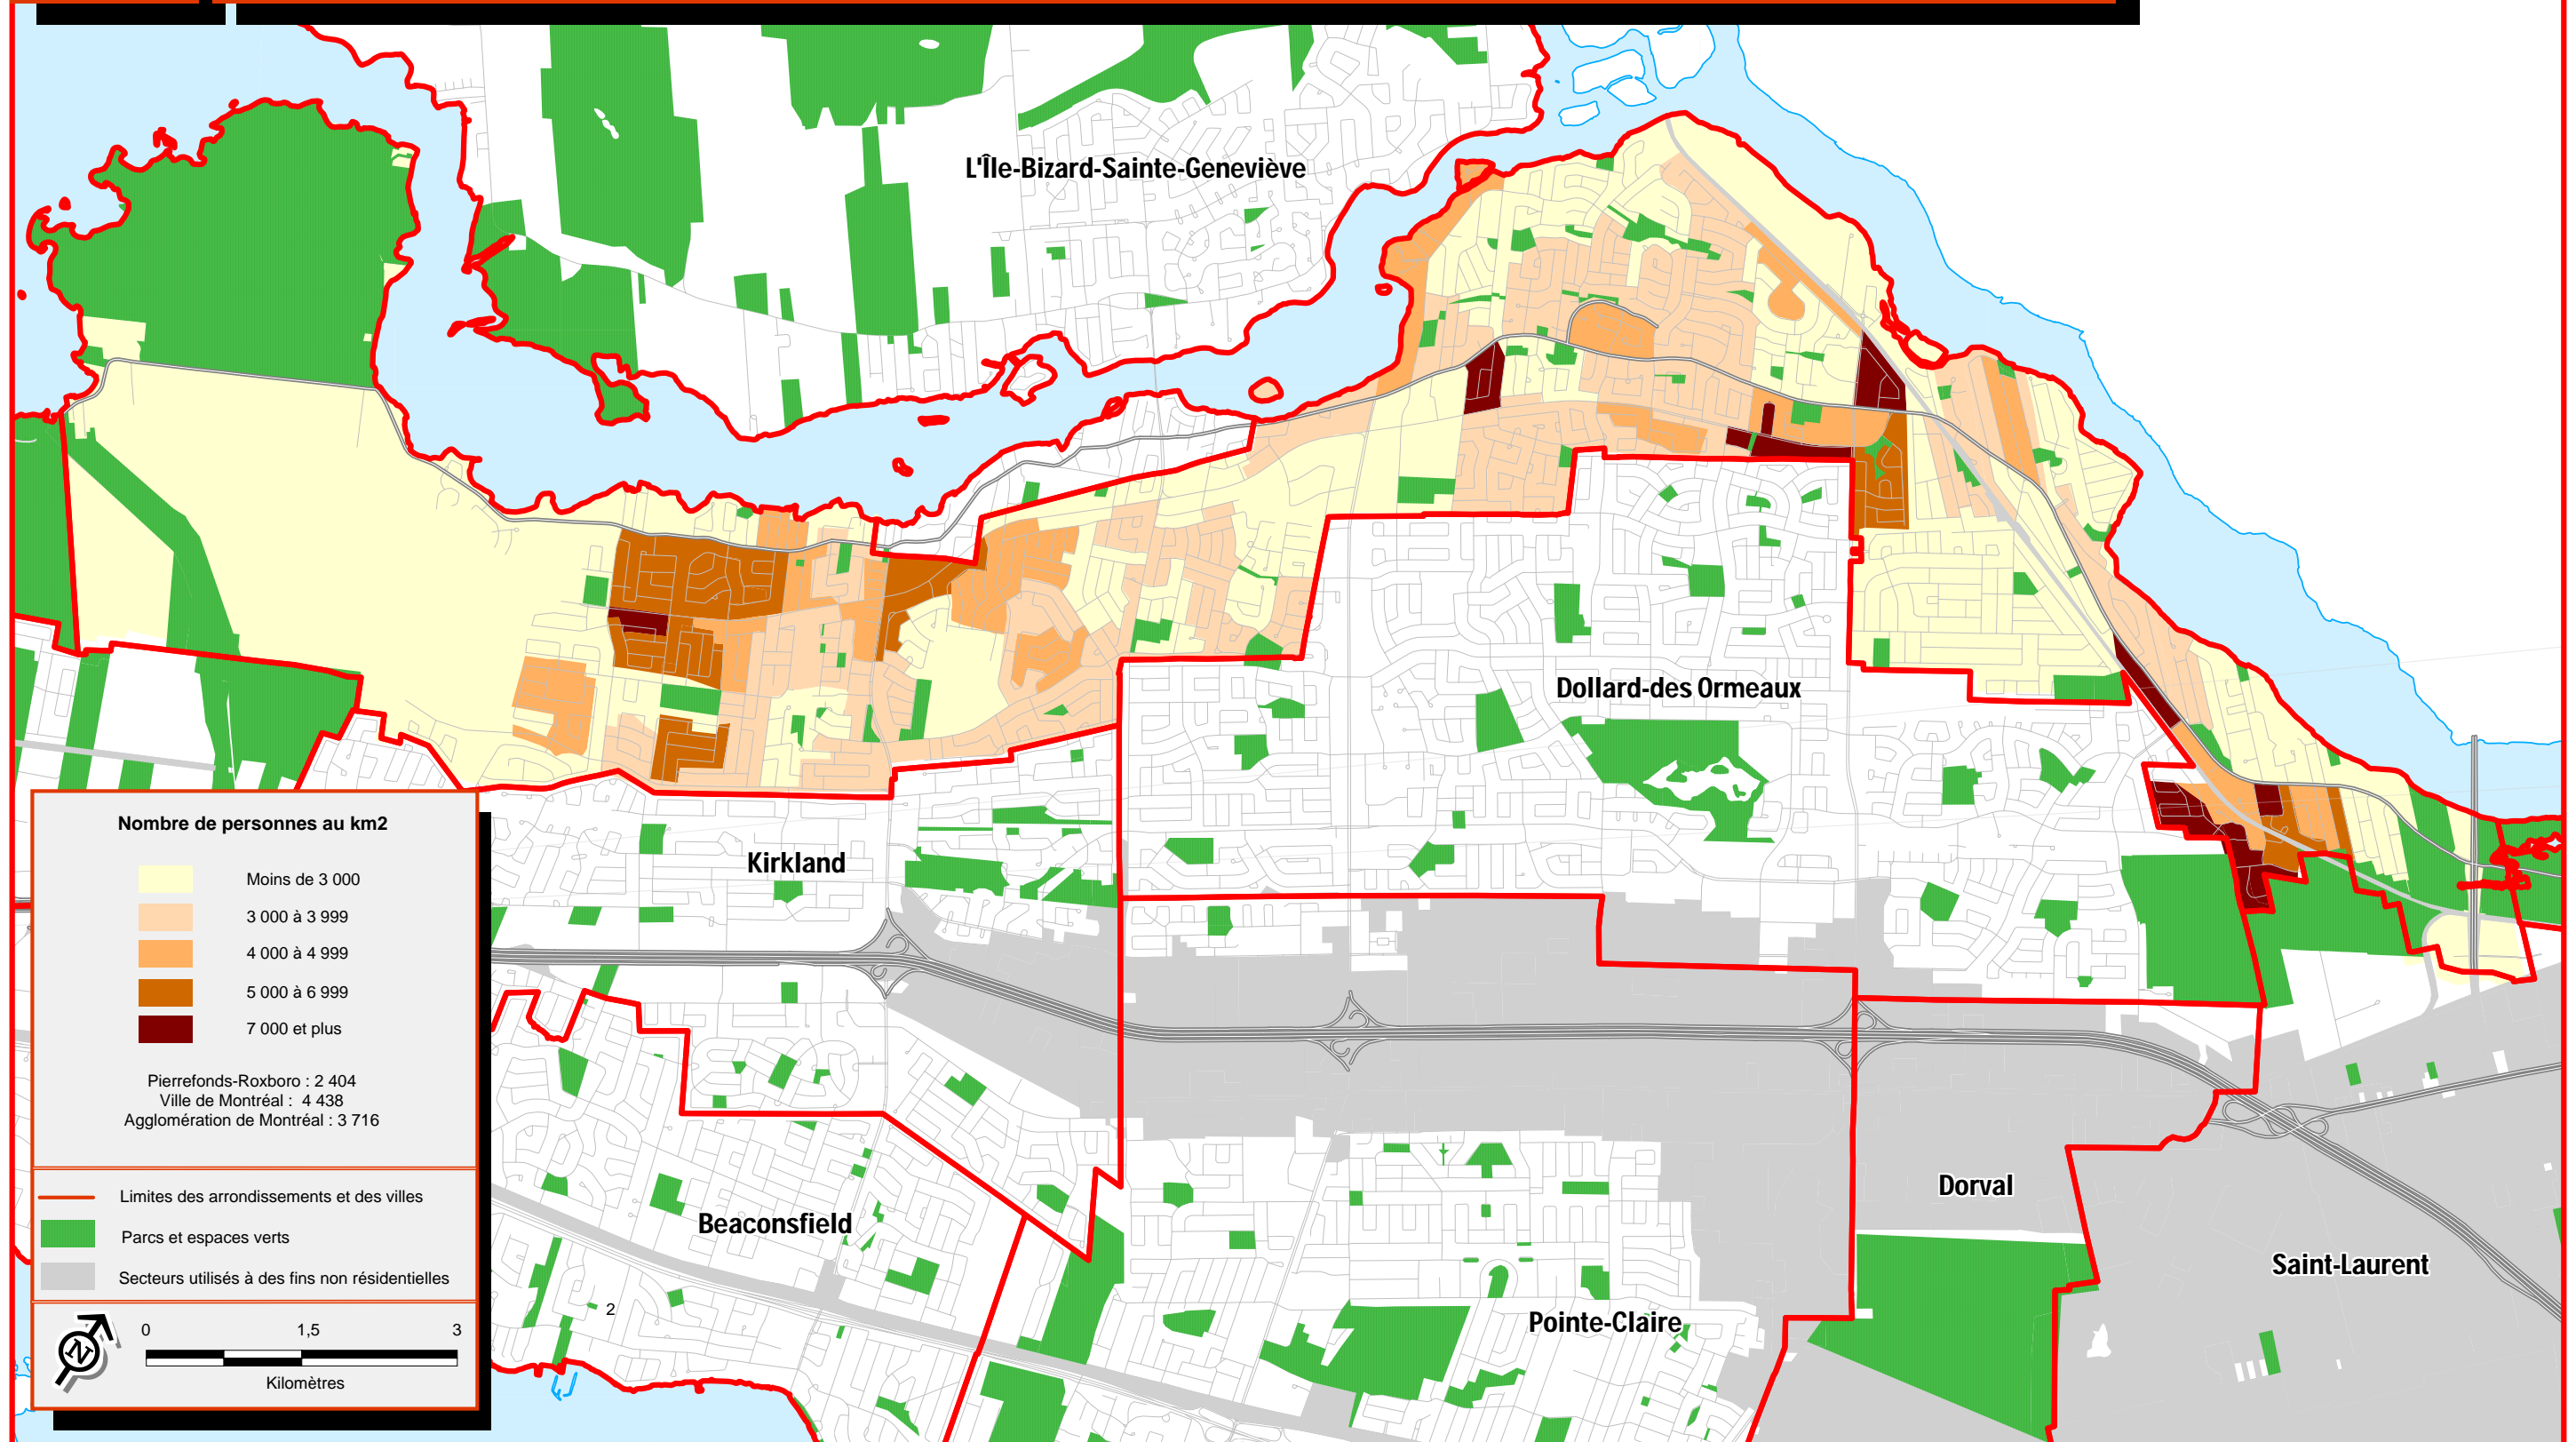 L'Île-Bizard-Sainte-Geneviève
Dollard-des Ormeaux
Kirkland
Beaconsfield
Pointe-Claire
Dorval
Saint-Laurent
Nombre de personnes au km2
Moins de 3 000
3 000 à 3 999
4 000 à 4 999
5 000 à 6 999
7 000 et plus
Pierrefonds-Roxboro : 2 404
Ville de Montréal : 4 438
Agglomération de Montréal : 3 716
Limites des arrondissements et des villes
Parcs et espaces verts
Secteurs utilisés à des fins non résidentielles
N
0 1,5 3
Kilomètres
2